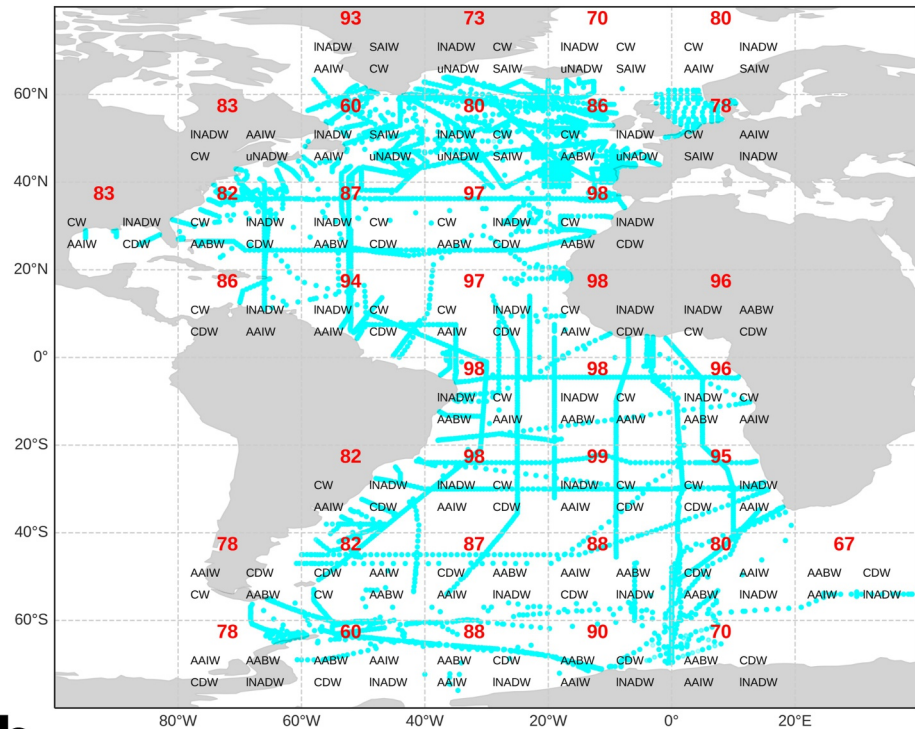 93 73 70 80
lNADW SAIW lNADW CW lNADW CW CW lNADW
AAIW CW uNADW SAIW uNADW SAIW AAIW SAIW
60°N
83 60 80 86 78
lNADW AAIW lNADW SAIW lNADW CW CW lNADW CW AAIW
CW uNADW AAIW uNADW uNADW SAIW AABW uNADW SAIW lNADW
40°N
83 82 87 97 98
CW lNADW CW lNADW lNADW CW CW lNADW CW lNADW
AAIW CDW AABW CDW AABW CDW AABW CDW AABW CDW
20°N
86 94 97 98 96
CW lNADW lNADW CW CW lNADW CW lNADW lNADW AABW
CDW AAIW AAIW CDW AAIW CDW AAIW CDW CW CDW
0°
98 98 96
lNADW CW lNADW CW lNADW CW
AABW AAIW AABW AAIW AABW AAIW
20°S
82 98 99 95
CW lNADW lNADW CW lNADW CW CW lNADW
AAIW CDW AAIW CDW AAIW CDW CDW AAIW
40°S
78 82 87 88 80 67
AAIW CDW CDW AAIW CDW AABW AAIW AABW CDW AAIW AABW CDW
CW AABW CW AABW AAIW lNADW CDW lNADW AABW lNADW AAIW lNADW
60°S
78 60 88 90 70
AAIW AABW AABW AAIW AABW CDW AABW CDW AABW CDW
CDW lNADW CDW lNADW AAIW lNADW AAIW lNADW AAIW lNADW
80°W 60°W 40°W 20°W 0° 20°E